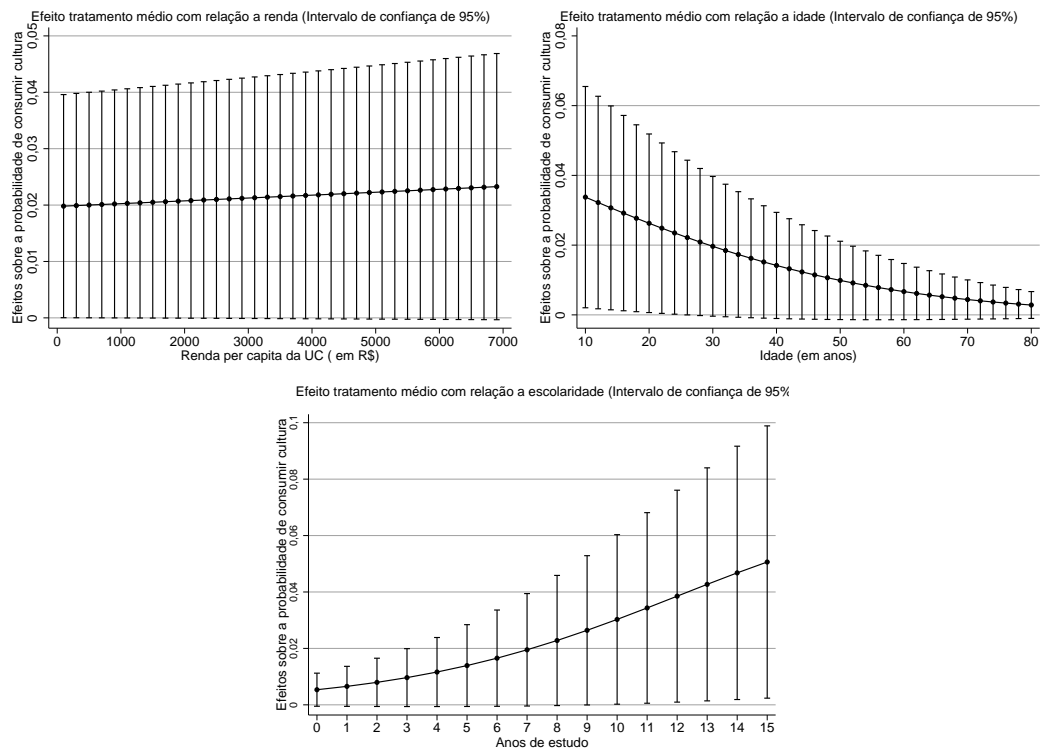 Efeito tratamento médio com relação a renda (Intervalo de confiança de 95%)
Efeitos sobre a probabilidade de consumir cultura
0,05
0,04
0,03
0,02
0,01
0
0 1000 2000 3000 4000 5000 6000 7000
Renda per capita da UC ( em R$)
Efeito tratamento médio com relação a idade (Intervalo de confiança de 95%)
Efeitos sobre a probabilidade de consumir cultura
0,08
0,06
0,04
0,02
0
10 20 30 40 50 60 70 80
Idade (em anos)
Efeito tratamento médio com relação a escolaridade (Intervalo de confiança de 95%
Efeitos sobre a probabilidade de consumir cultura
0,1
0,08
0,06
0,04
0,02
0
0 1 2 3 4 5 6 7 8 9 10 11 12 13 14 15
Anos de estudo